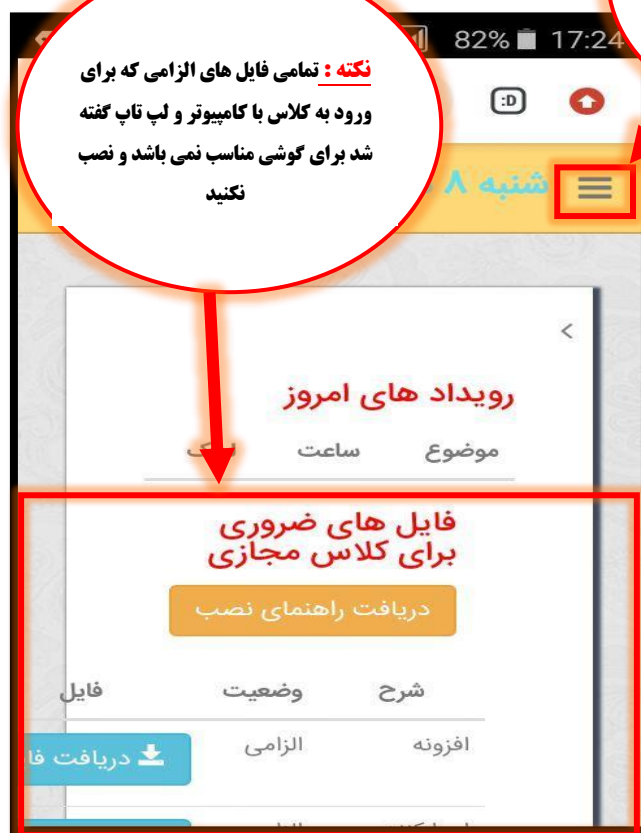 82% 17:24
:D
نکته : تمامی فایل های الزامی که برای
ورود به کلاس با کامپیوتر و لپ تاپ گفته
شد برای گوشی مناسب نمی باشد و نصب
نکنید
شنبه ۸
رویداد های امروز
موضوع ساعت
فایل های ضروری
برای کلاس مجازی
دریافت راهنمای نصب
شرح وضعیت فایل
افزونه الزامی دریافت فا